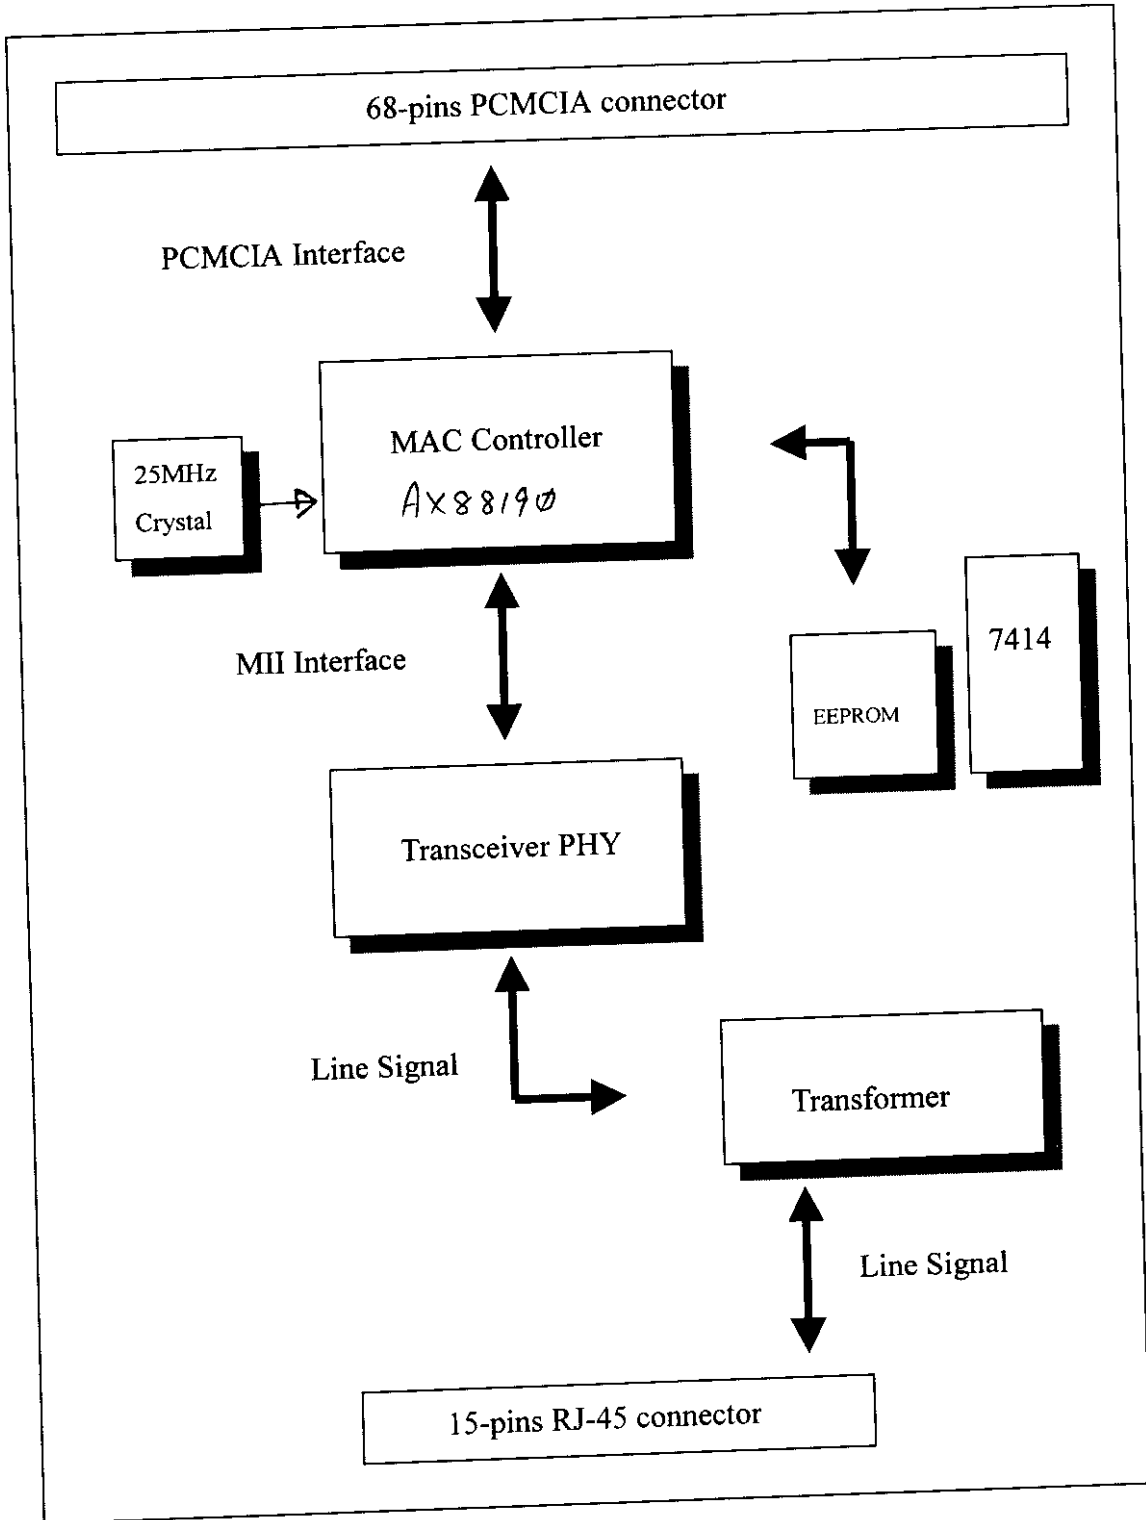 68-pins PCMCIA connector
PCMCIA Interface
MAC Controller
AX88190
25MHz
Crystal
MII Interface
7414
EEPROM
Transceiver PHY
Line Signal
Transformer
Line Signal
15-pins RJ-45 connector